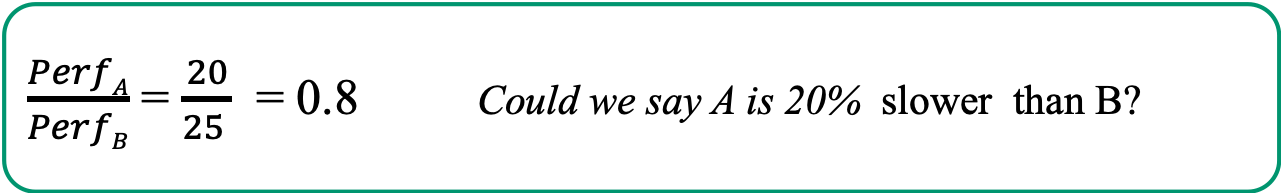 Perf_A / Perf_B = 20 / 25 = 0.8 Could we say A is 20% slower than B?